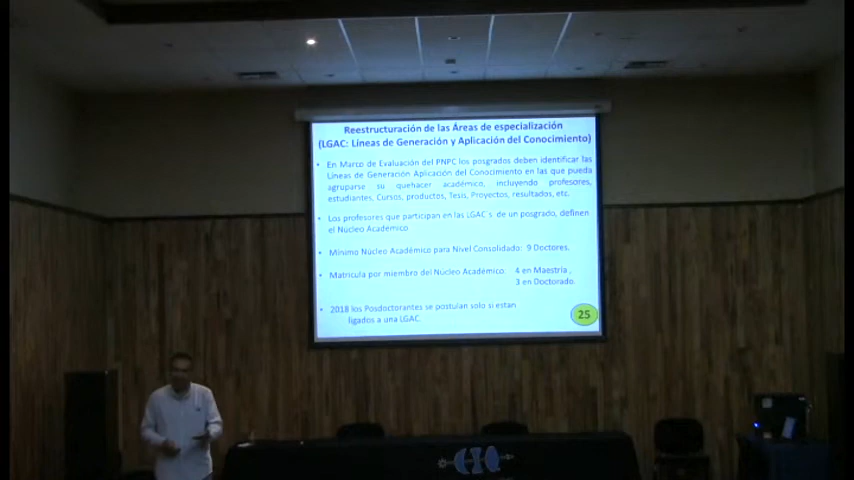 Reestructuración de las Áreas de especialización
(LGAC: Líneas de Generación y Aplicación del Conocimiento)
• En Marco de Evaluación del PNPC los posgrados deben identificar las
Líneas de Generación Aplicación del Conocimiento en las que pueda
agruparse su quehacer académico, incluyendo profesores,
estudiantes, Cursos, productos, Tesis, Proyectos, resultados, etc.
• Los profesores que participan en las LGAC´s de un posgrado, definen
el Núcleo Académico
• Mínimo Núcleo Académico para Nivel Consolidado: 9 Doctores.
• Matricula por miembro del Núcleo Académico. 4 en Maestría ,
3 en Doctorado.
• 2018 los Posdoctorantes se postulan solo si estan
ligados a una LGAC.
25
CIO